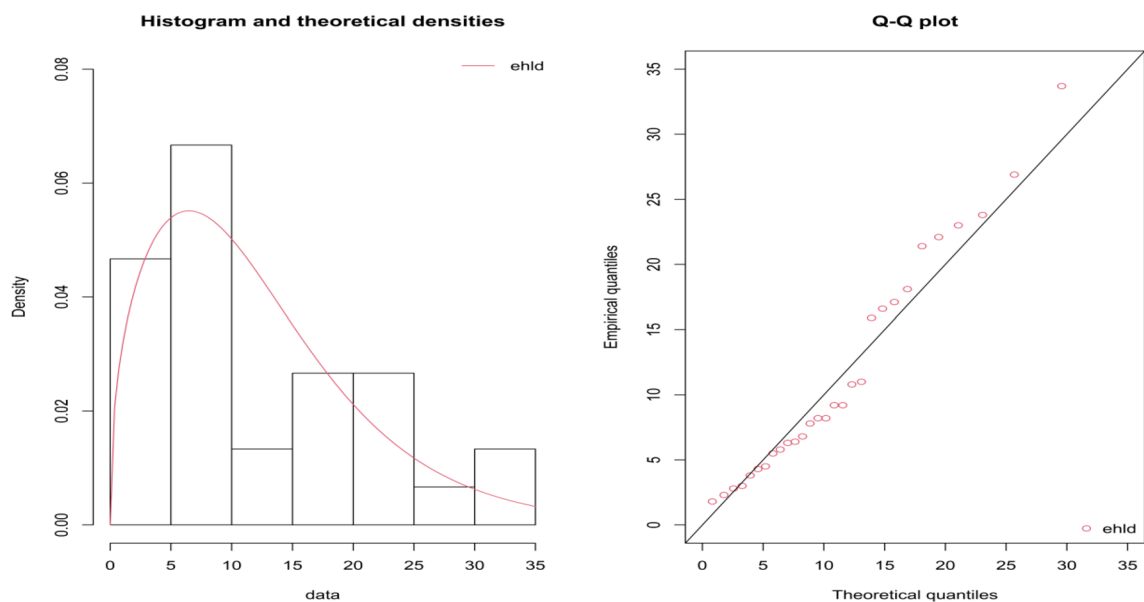 Histogram and theoretical densities
ehld
Density
0.00
0.02
0.04
0.06
0.08
0 5 10 15 20 25 30 35
data
Q-Q plot
Empirical quantiles
0
5
10
15
20
25
30
35
0 5 10 15 20 25 30 35
Theoretical quantiles
ehld